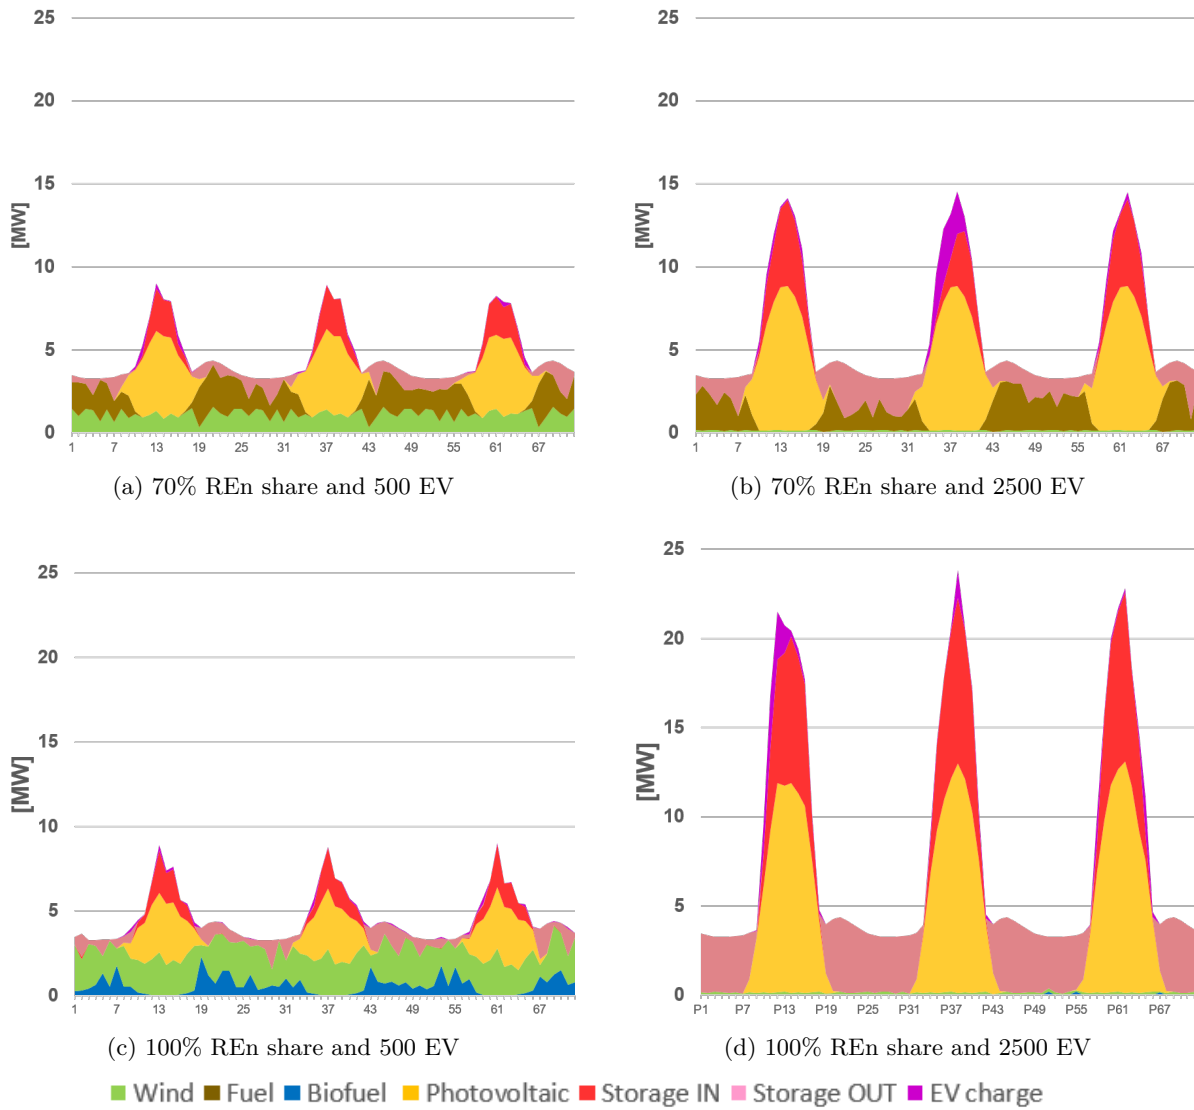 25
20
15
10
5
0
[MW]
1 7 13 19 25 31 37 43 49 55 61 67
(a) 70% REn share and 500 EV
25
20
15
10
5
0
[MW]
1 7 13 19 25 31 37 43 49 55 61 67
(b) 70% REn share and 2500 EV
25
20
15
10
5
0
[MW]
1 7 13 19 25 31 37 43 49 55 61 67
(c) 100% REn share and 500 EV
25
20
15
10
5
0
[MW]
P1 P7 P13 P19 P25 P31 P37 P43 P49 P55 P61 P67
(d) 100% REn share and 2500 EV
Wind Fuel Biofuel Photovoltaic Storage IN Storage OUT EV charge